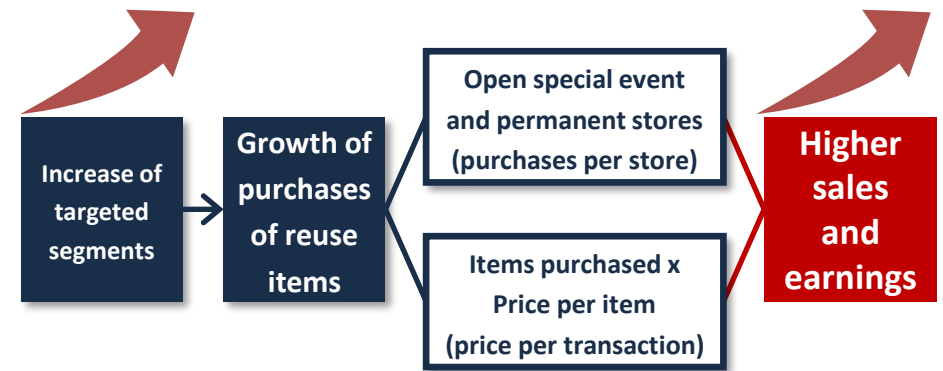 Increase of
targeted
segments
Growth of
purchases
of reuse
items
Open special event
and permanent stores
(purchases per store)
Items purchased x
Price per item
(price per transaction)
Higher
sales
and
earnings